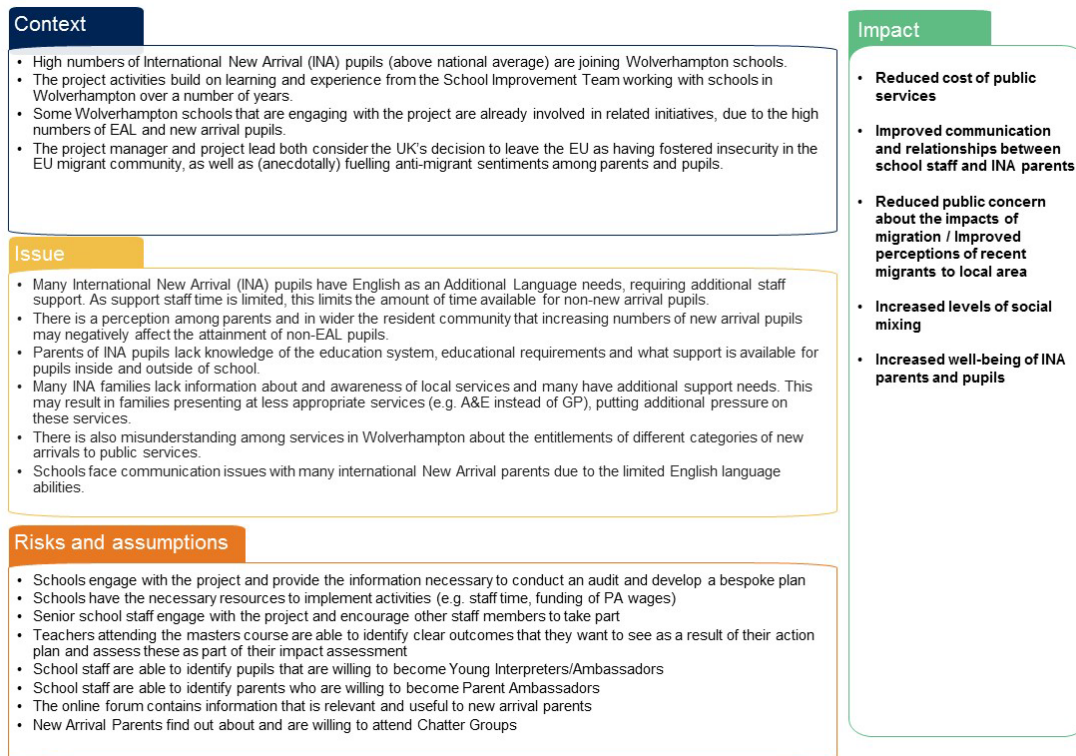 Context
• High numbers of International New Arrival (INA) pupils (above national average) are joining Wolverhampton schools.
• The project activities build on learning and experience from the School Improvement Team working with schools in
Wolverhampton over a number of years.
• Some Wolverhampton schools that are engaging with the project are already involved in related initiatives, due to the high
numbers of EAL and new arrival pupils.
• The project manager and project lead both consider the UK's decision to leave the EU as having fostered insecurity in the
EU migrant community, as well as (anecdotally) fuelling anti-migrant sentiments among parents and pupils.
Issue
• Many International New Arrival (INA) pupils have English as an Additional Language needs, requiring additional staff
support. As support staff time is limited, this limits the amount of time available for non-new arrival pupils.
• There is a perception among parents and in wider the resident community that increasing numbers of new arrival pupils
may negatively affect the attainment of non-EAL pupils.
• Parents of INA pupils lack knowledge of the education system, educational requirements and what support is available for
pupils inside and outside of school.
• Many INA families lack information about and awareness of local services and many have additional support needs. This
may result in families presenting at less appropriate services (e.g. A&E instead of GP), putting additional pressure on
these services.
• There is also misunderstanding among services in Wolverhampton about the entitlements of different categories of new
arrivals to public services.
• Schools face communication issues with many international New Arrival parents due to the limited English language
abilities.
Risks and assumptions
• Schools engage with the project and provide the information necessary to conduct an audit and develop a bespoke plan
• Schools have the necessary resources to implement activities (e.g. staff time, funding of PA wages)
• Senior school staff engage with the project and encourage other staff members to take part
• Teachers attending the masters course are able to identify clear outcomes that they want to see as a result of their action
plan and assess these as part of their impact assessment
• School staff are able to identify pupils that are willing to become Young Interpreters/Ambassadors
• School staff are able to identify parents who are willing to become Parent Ambassadors
• The online forum contains information that is relevant and useful to new arrival parents
• New Arrival Parents find out about and are willing to attend Chatter Groups
Impact
• Reduced cost of public
services
• Improved communication
and relationships between
school staff and INA parents
• Reduced public concern
about the impacts of
migration / Improved
perceptions of recent
migrants to local area
• Increased levels of social
mixing
• Increased well-being of INA
parents and pupils